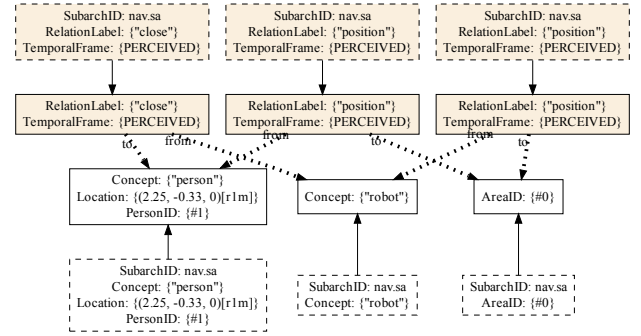 SubarchID: nav.sa
RelationLabel: {"close"}
TemporalFrame: {PERCEIVED}
SubarchID: nav.sa
RelationLabel: {"position"}
TemporalFrame: {PERCEIVED}
SubarchID: nav.sa
RelationLabel: {"position"}
TemporalFrame: {PERCEIVED}
RelationLabel: {"close"}
TemporalFrame: {PERCEIVED}
RelationLabel: {"position"}
TemporalFrame: {PERCEIVED}
RelationLabel: {"position"}
TemporalFrame: {PERCEIVED}
to
from
from
to
from
to
Concept: {"person"}
Location: {(2.25, -0.33, 0)[r1m]}
PersonID: {#1}
Concept: {"robot"}
AreaID: {#0}
SubarchID: nav.sa
Concept: {"person"}
Location: {(2.25, -0.33, 0)[r1m]}
PersonID: {#1}
SubarchID: nav.sa
Concept: {"robot"}
SubarchID: nav.sa
AreaID: {#0}